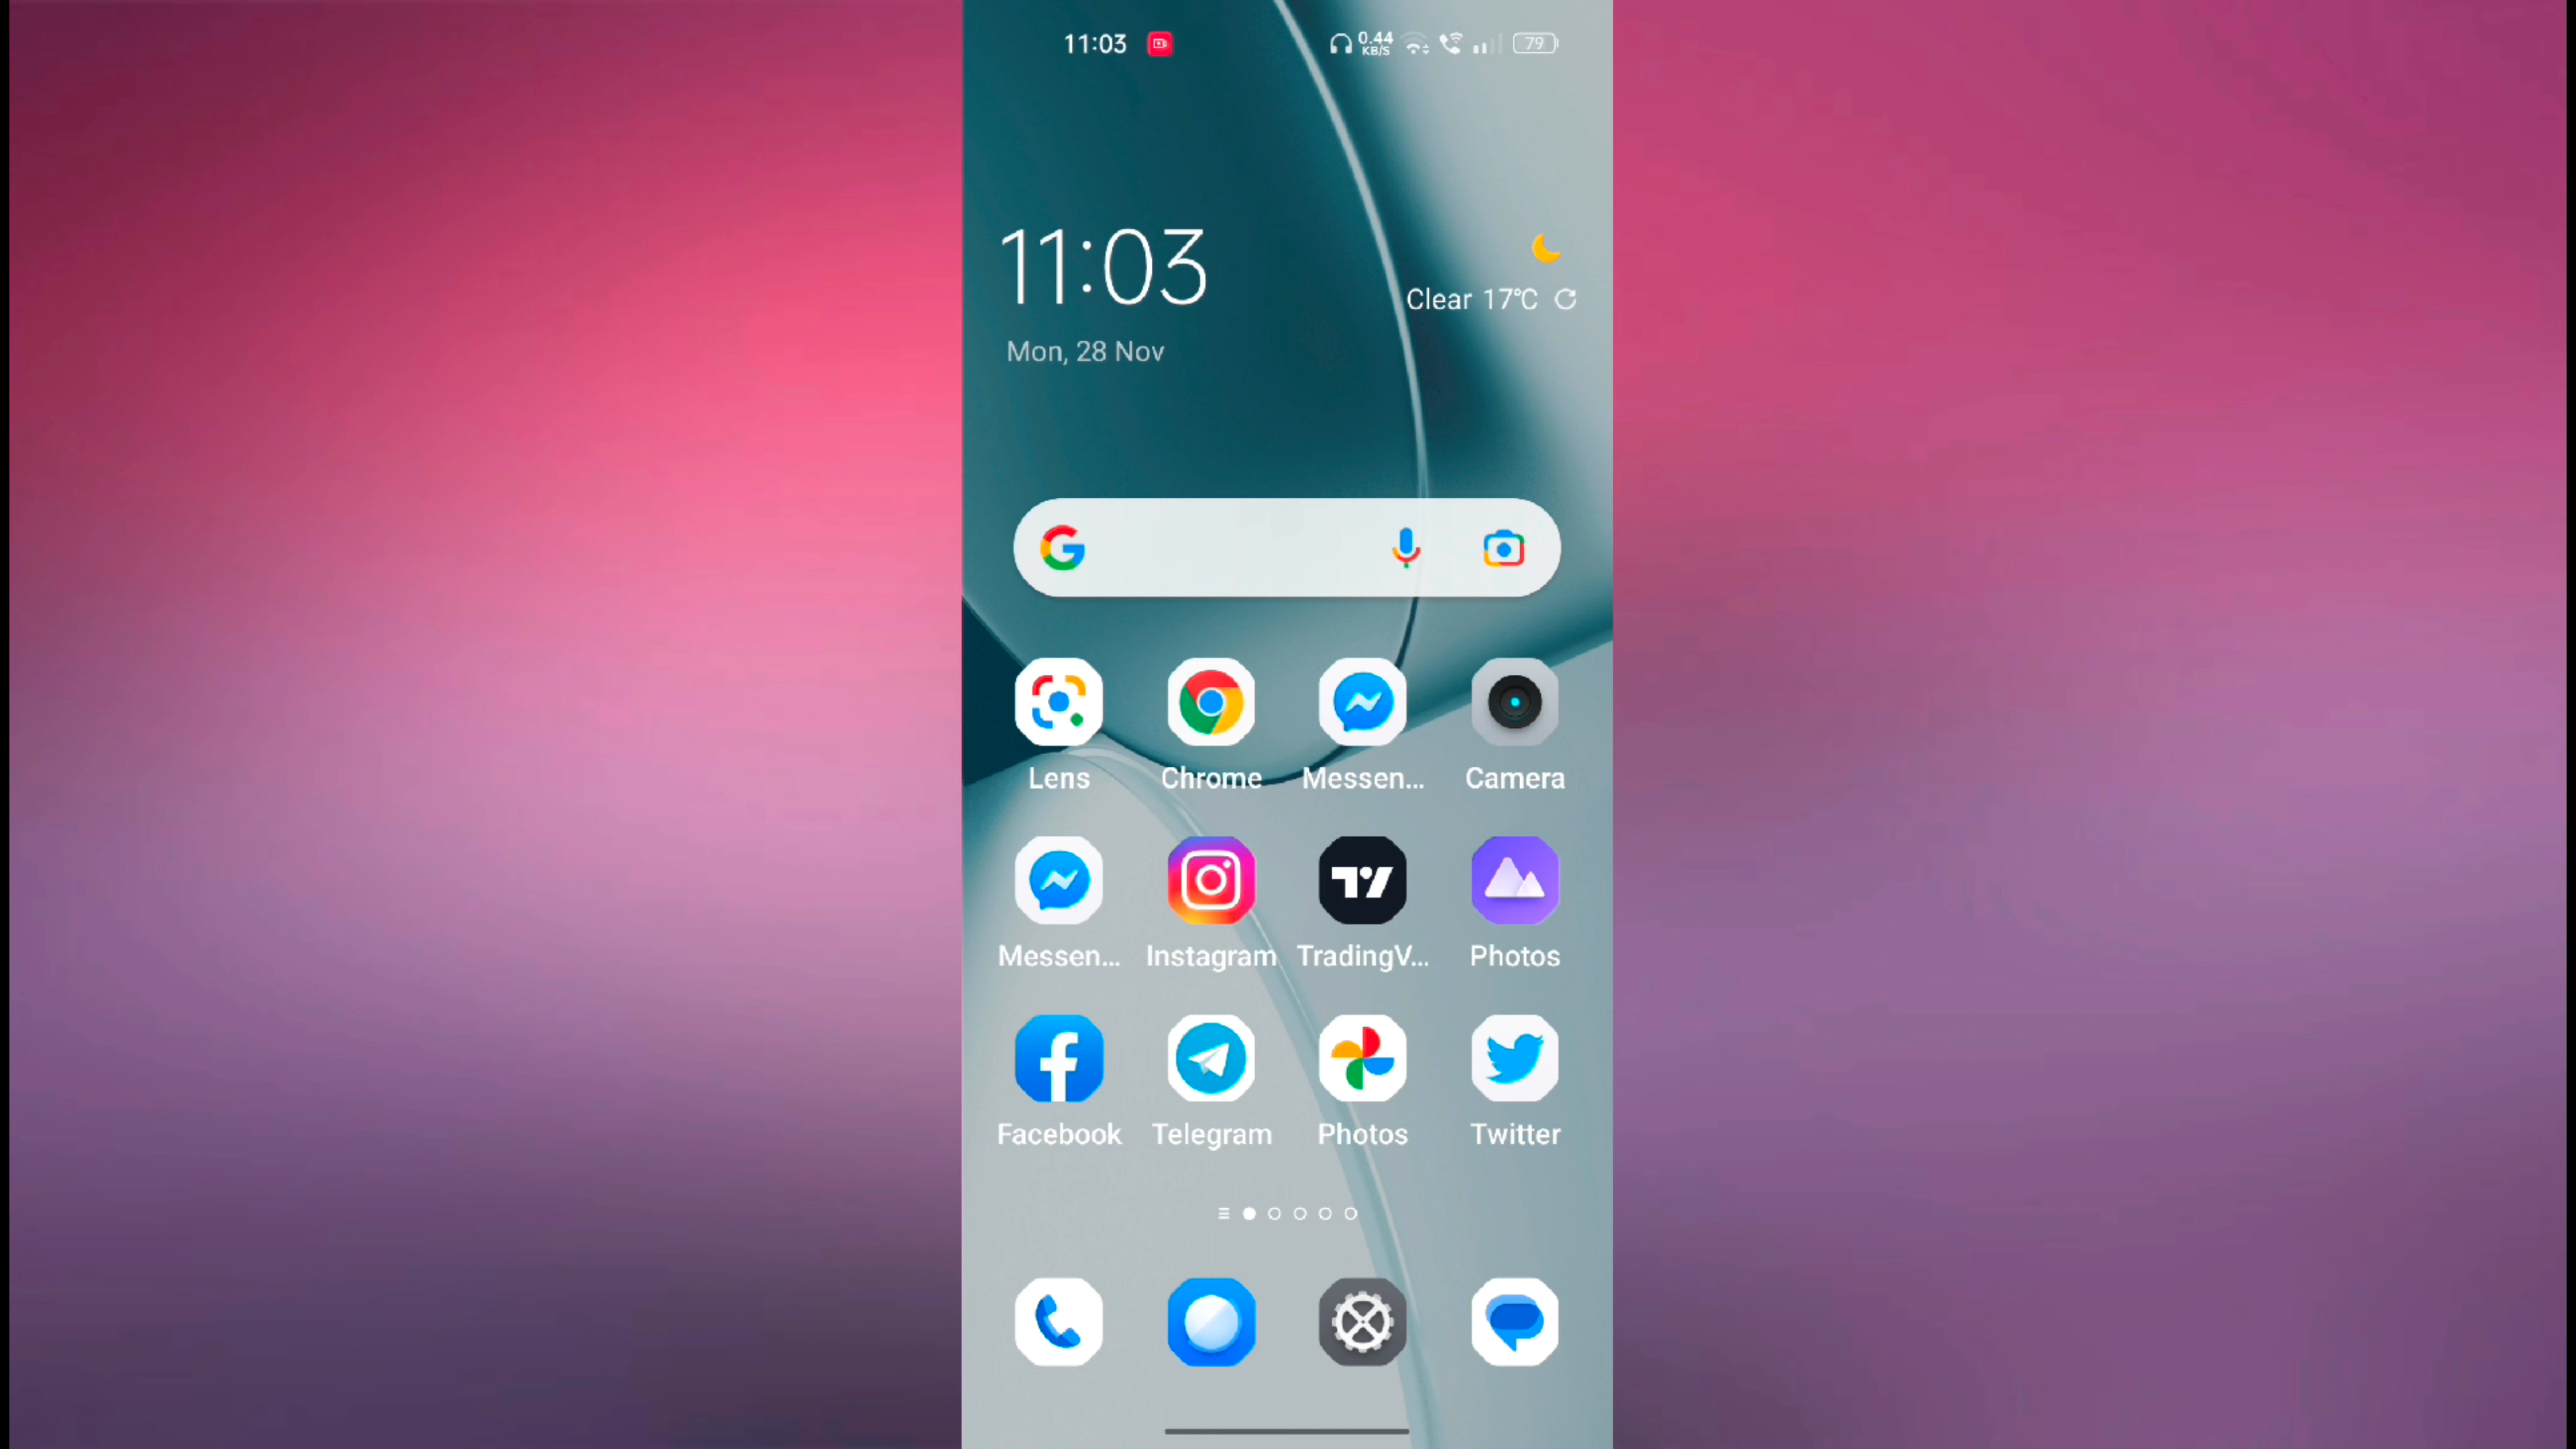 11:03 0.44 KB/S 79
11:03
Clear 17°C
Mon, 28 Nov
Lens Chrome Messen... Camera
Messen... Instagram TradingV... Photos
Facebook Telegram Photos Twitter